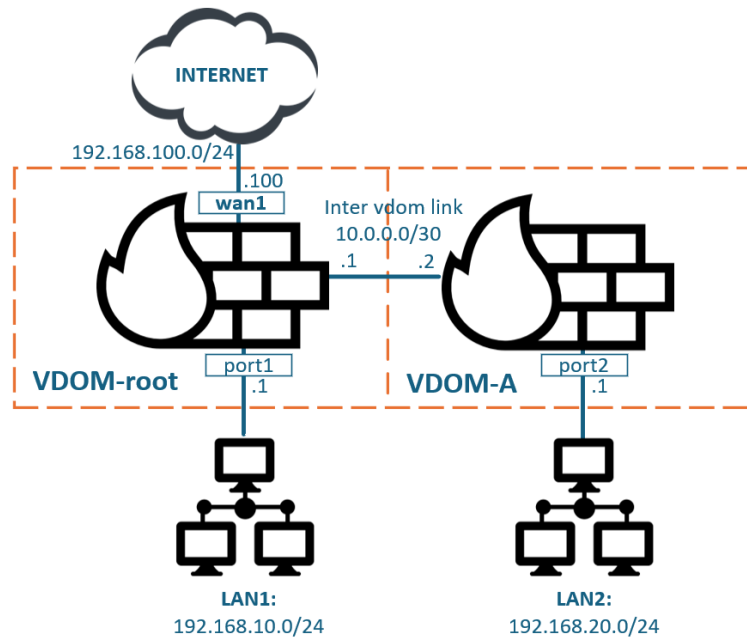 INTERNET
192.168.100.0/24
.100
wan1
Inter vdom link
10.0.0.0/30
.1
.2
VDOM-root
port1
.1
VDOM-A
port2
.1
LAN1:
192.168.10.0/24
LAN2:
192.168.20.0/24